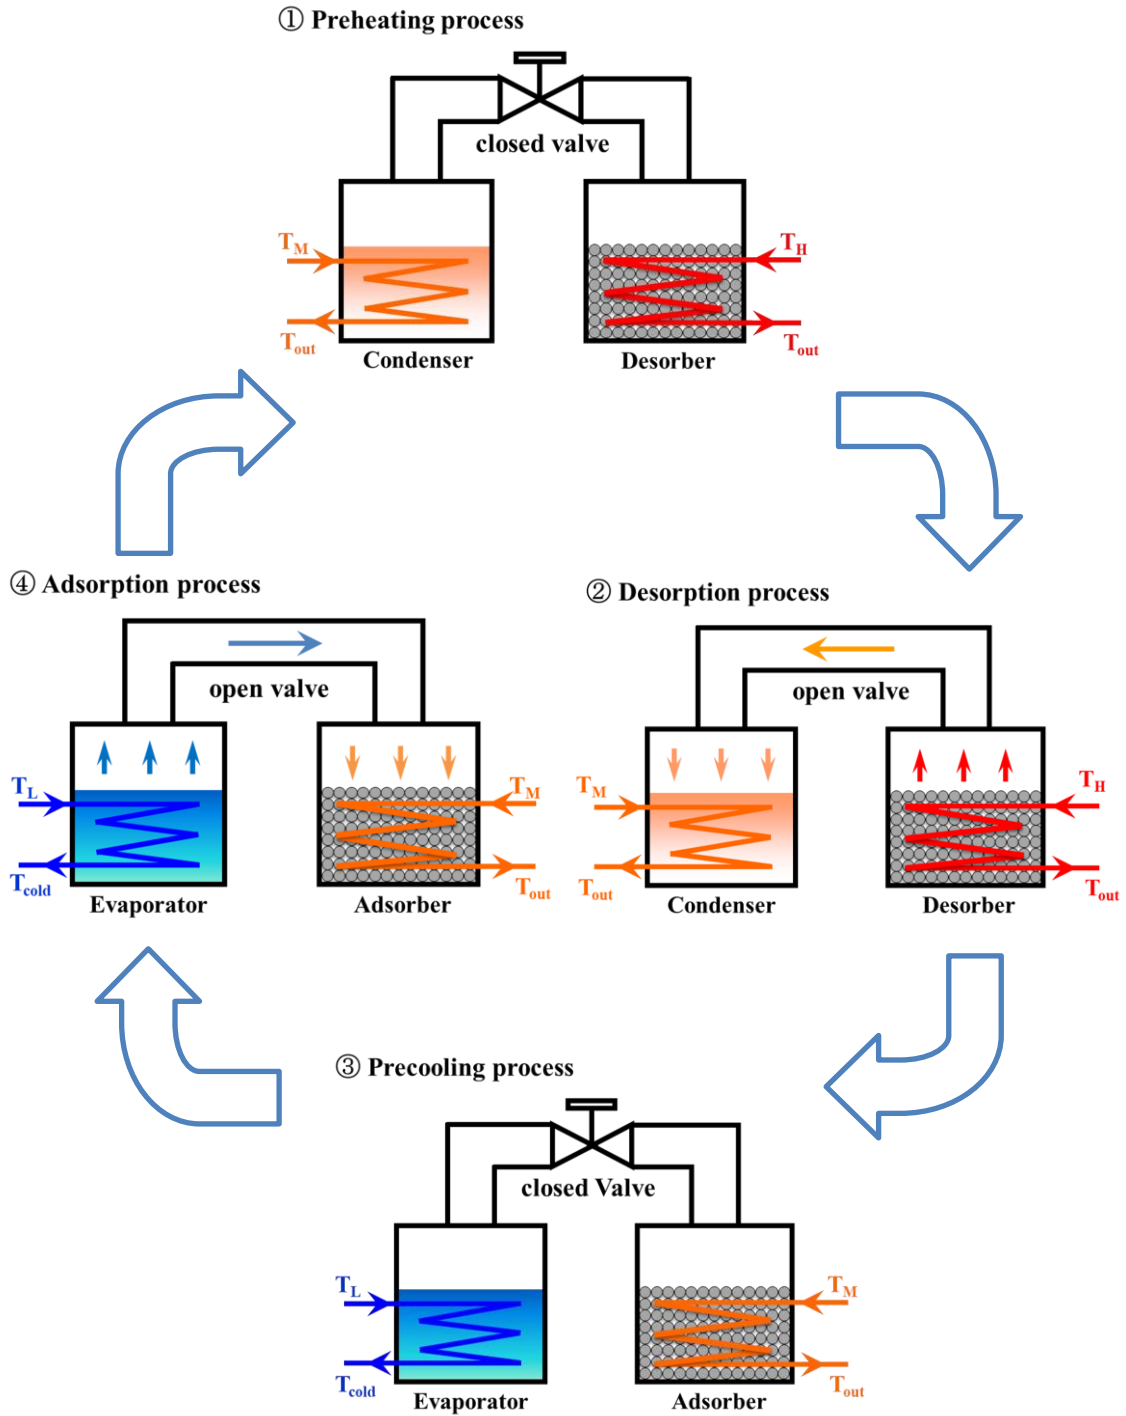 ① Preheating process
closed valve
T_M
T_H
T_out
T_out
Condenser
Desorber
④ Adsorption process
② Desorption process
open valve
open valve
T_L
T_M
T_M
T_H
T_cold
T_out
T_out
T_out
Evaporator
Adsorber
Condenser
Desorber
③ Precooling process
closed Valve
T_L
T_M
T_cold
T_out
Evaporator
Adsorber